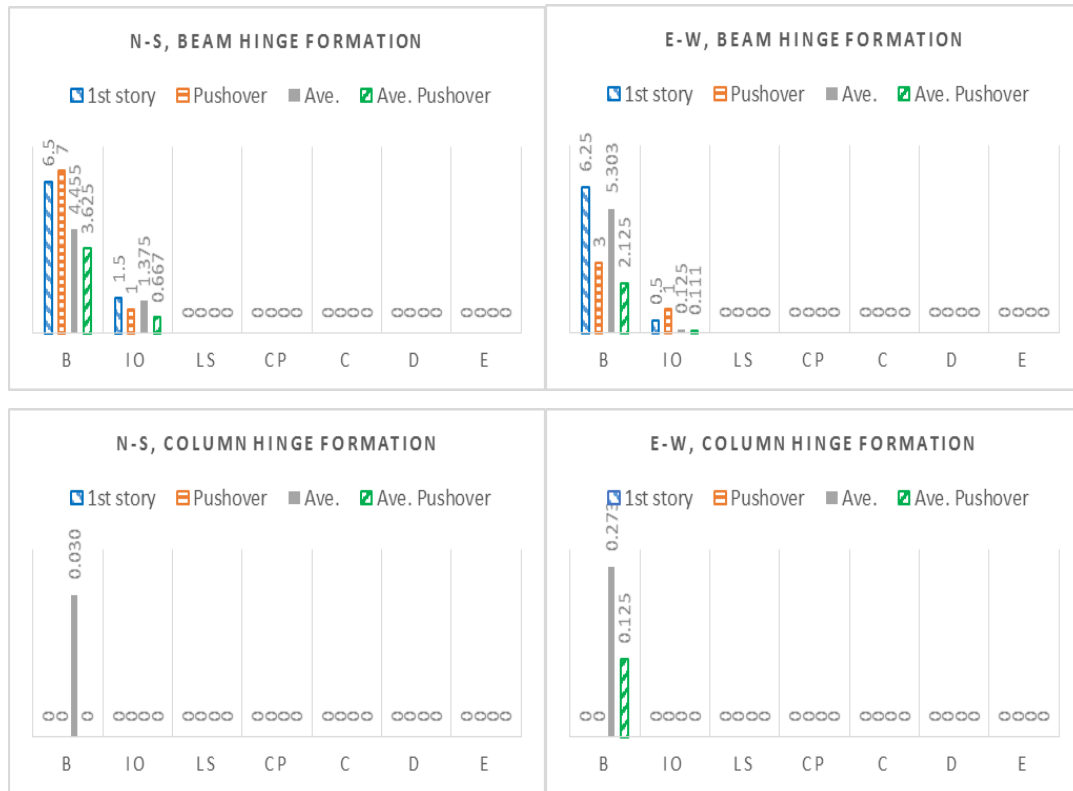 N-S, BEAM HINGE FORMATION
1st story Pushover Ave. Ave. Pushover
6.5 7 4.455 3.625 1.5 1 1.375 0.667 0 0 0 0 0 0 0 0 0 0 0 0 0 0 0 0 0 0 0 0
B IO LS CP C D E
E-W, BEAM HINGE FORMATION
1st story Pushover Ave. Ave. Pushover
6.25 3 5.303 2.125 0.5 1 0.125 0.111 0 0 0 0 0 0 0 0 0 0 0 0 0 0 0 0 0 0 0 0
B IO LS CP C D E
N-S, COLUMN HINGE FORMATION
1st story Pushover Ave. Ave. Pushover
0 0 0.030 0 0 0 0 0 0 0 0 0 0 0 0 0 0 0 0 0 0 0 0 0 0 0 0 0
B IO LS CP C D E
E-W, COLUMN HINGE FORMATION
1st story Pushover Ave. Ave. Pushover
0 0 0.273 0.125 0 0 0 0 0 0 0 0 0 0 0 0 0 0 0 0 0 0 0 0 0 0 0 0
B IO LS CP C D E